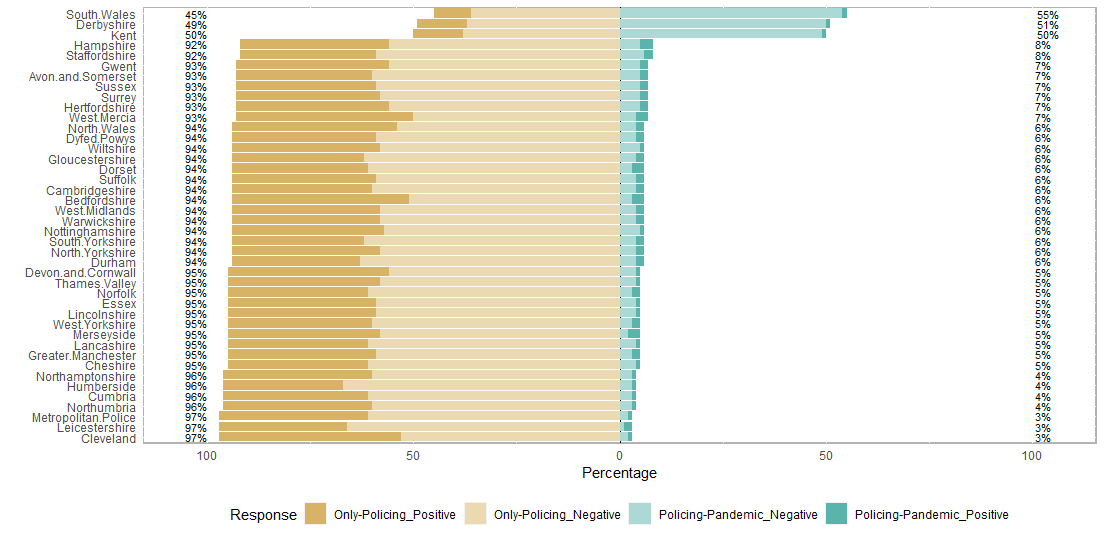 South.Wales 45% 55%
Derbyshire 49% 51%
Kent 50% 50%
Hampshire 92% 8%
Staffordshire 92% 8%
Gwent 93% 7%
Avon.and.Somerset 93% 7%
Sussex 93% 7%
Surrey 93% 7%
Hertfordshire 93% 7%
West.Mercia 93% 7%
North.Wales 94% 6%
Dyfed.Powys 94% 6%
Wiltshire 94% 6%
Gloucestershire 94% 6%
Dorset 94% 6%
Suffolk 94% 6%
Cambridgeshire 94% 6%
Bedfordshire 94% 6%
West.Midlands 94% 6%
Warwickshire 94% 6%
Nottinghamshire 94% 6%
South.Yorkshire 94% 6%
North.Yorkshire 94% 6%
Durham 94% 6%
Devon.and.Cornwall 95% 5%
Thames.Valley 95% 5%
Norfolk 95% 5%
Essex 95% 5%
Lincolnshire 95% 5%
West.Yorkshire 95% 5%
Merseyside 95% 5%
Lancashire 95% 5%
Greater.Manchester 95% 5%
Cheshire 95% 5%
Northamptonshire 96% 4%
Humberside 96% 4%
Cumbria 96% 4%
Northumbria 96% 4%
Metropolitan.Police 97% 3%
Leicestershire 97% 3%
Cleveland 97% 3%
100 50 0 50 100
Percentage
Response Only-Policing_Positive Only-Policing_Negative Policing-Pandemic_Negative Policing-Pandemic_Positive